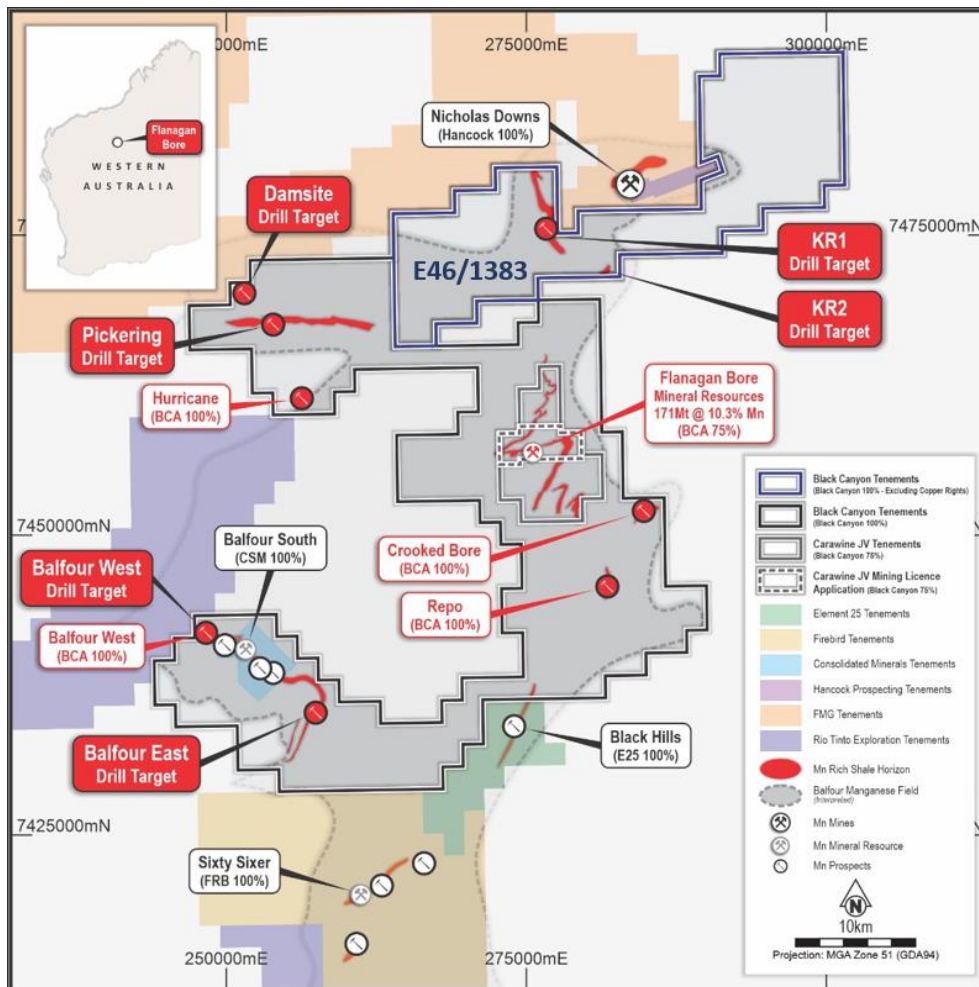 000mE
275000mE
300000mE
Flanagan
Bore
WESTERN
AUSTRALIA
Nicholas Downs
(Hancock 100%)
Damsite
Drill Target
747
7475000mN
E46/1383
KR1
Drill Target
KR2
Drill Target
Pickering
Drill Target
Hurricane
(BCA 100%)
Flanagan Bore
Mineral Resources
171Mt @ 10.3% Mn
(BCA 75%)
7450000mN
Balfour South
(CSM 100%)
Crooked Bore
(BCA 100%)
Balfour West
Drill Target
Repo
(BCA 100%)
Balfour West
(BCA 100%)
Balfour East
Drill Target
Black Hills
(E25 100%)
7425000mN
Sixty Sixer
(FRB 100%)
250000mE
275000mE
Black Canyon Tenements
(Black Canyon 100% - Excluding Copper Rights)
Black Canyon Tenements
(Black Canyon 100%)
Carawine JV Tenements
(Black Canyon 75%)
Carawine JV Mining Licence
Application (Black Canyon 75%)
Element 25 Tenements
Firebird Tenements
Consolidated Minerals Tenements
Hancock Prospecting Tenements
FMG Tenements
Rio Tinto Exploration Tenements
Mn Rich Shale Horizon
Balfour Manganese Field
(Interpreted)
Mn Mines
Mn Mineral Resource
Mn Prospects
N
10km
Projection: MGA Zone 51 (GDA94)